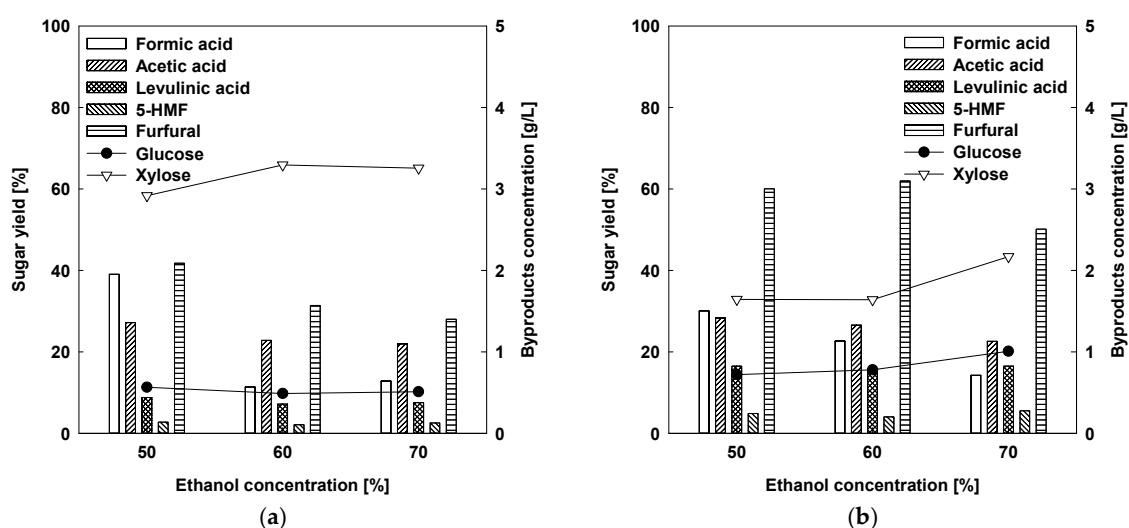 100
80
60
40
20
0
Sugar yield [%]
Formic acid
Acetic acid
Levulinic acid
5-HMF
Furfural
Glucose
Xylose
5
4
3
2
1
0
Byproducts concentration [g/L]
50 60 70
Ethanol concentration [%]
(a)
100
80
60
40
20
0
Sugar yield [%]
Formic acid
Acetic acid
Levulinic acid
5-HMF
Furfural
Glucose
Xylose
5
4
3
2
1
0
Byproducts concentration [g/L]
50 60 70
Ethanol concentration [%]
(b)